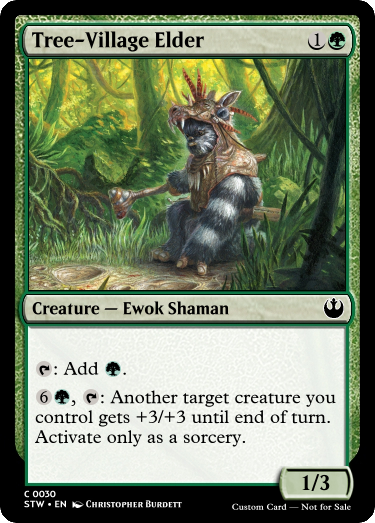 Tree-Village Elder 1
Creature — Ewok Shaman
: Add .
6 , : Another target creature you
control gets +3/+3 until end of turn.
Activate only as a sorcery.
1/3
C 0030
STW • EN Christopher Burdett
Custom Card — Not for Sale